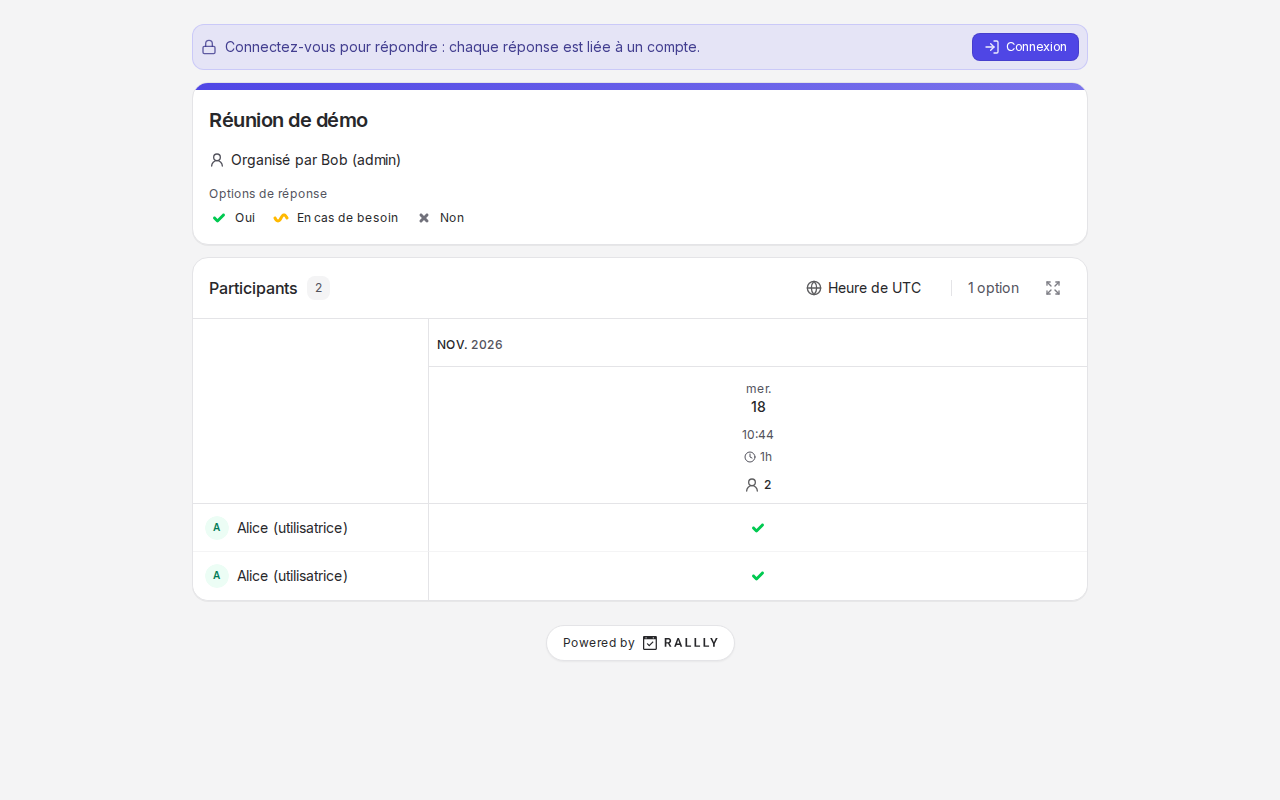 Connectez-vous pour répondre : chaque réponse est liée à un compte.
Connexion
Réunion de démo
Organisé par Bob (admin)
Options de réponse
Oui En cas de besoin Non
Participants 2
Heure de UTC
1 option
NOV. 2026
mer.
18
10:44
1h
2
A Alice (utilisatrice)
A Alice (utilisatrice)
Powered by RALLLY